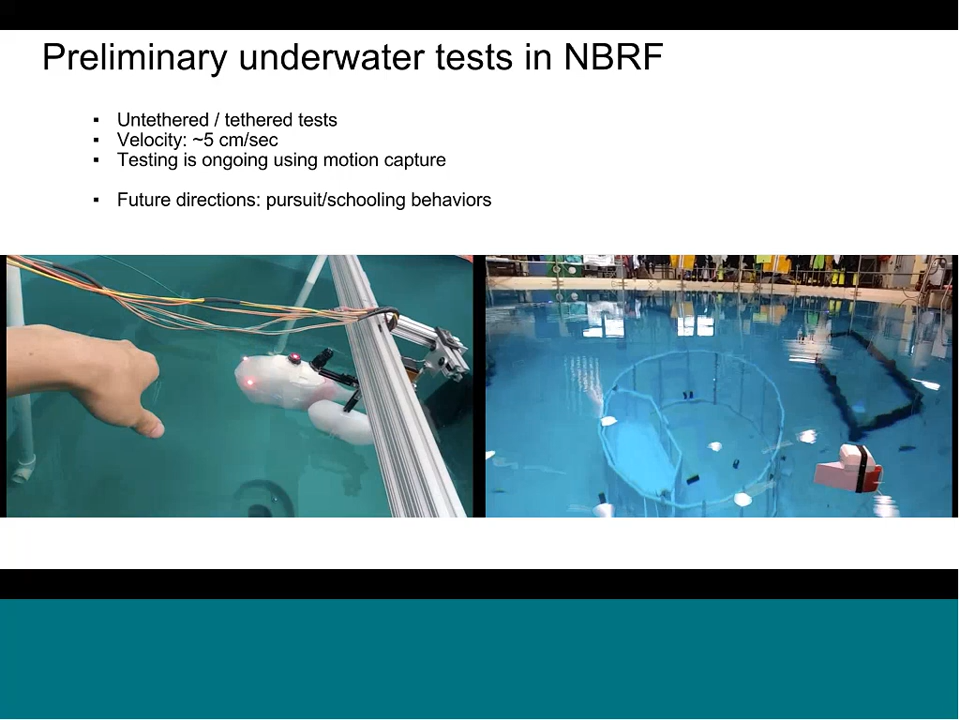 Preliminary underwater tests in NBRF
▪ Untethered / tethered tests
▪ Velocity: ~5 cm/sec
▪ Testing is ongoing using motion capture
▪ Future directions: pursuit/schooling behaviors